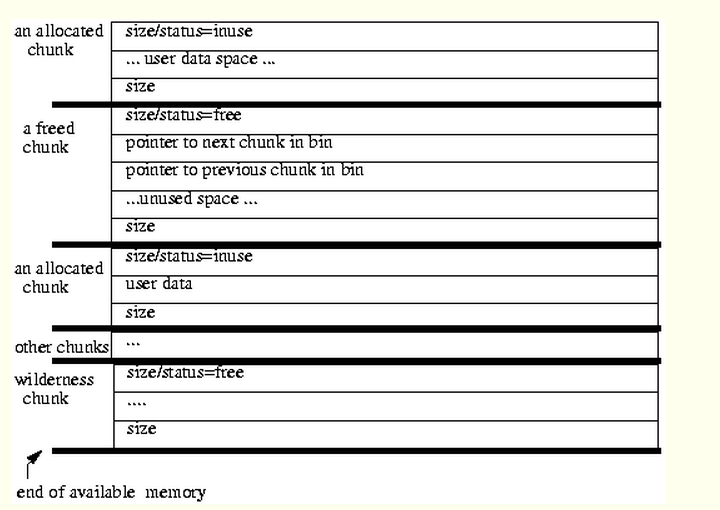 an allocated
chunk
size/status=inuse
... user data space ...
size
a freed
chunk
size/status=free
pointer to next chunk in bin
pointer to previous chunk in bin
...unused space ...
size
an allocated
chunk
size/status=inuse
user data
size
other chunks
...
wilderness
chunk
size/status=free
....
size
end of available memory